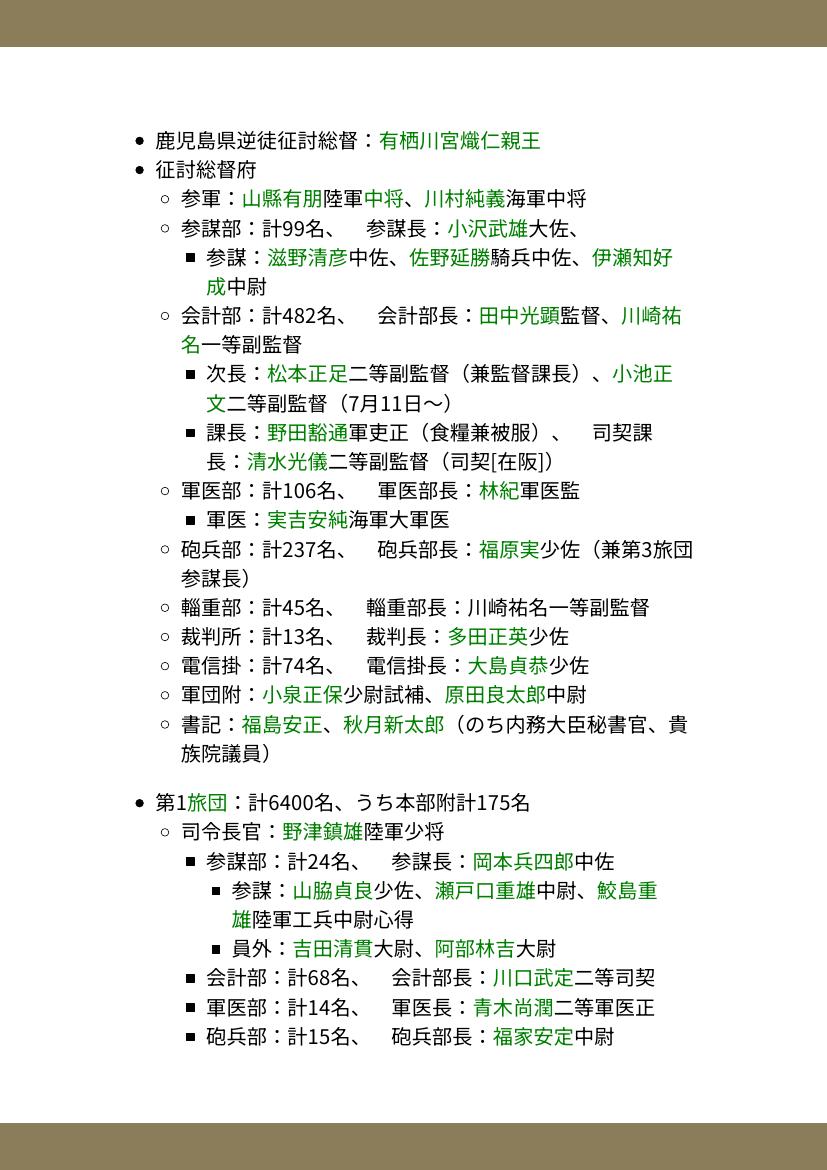 鹿児島県逆徒征討総督：有栖川宮熾仁親王
征討総督府
参軍：山縣有朋陸軍中将、川村純義海軍中将
参謀部：計99名、　参謀長：小沢武雄大佐、
参謀：滋野清彦中佐、佐野延勝騎兵中佐、伊瀬知好
成中尉
会計部：計482名、　会計部長：田中光顕監督、川崎祐
名一等副監督
次長：松本正足二等副監督（兼監督課長）、小池正
文二等副監督（7月11日～）
課長：野田豁通軍吏正（食糧兼被服）、　司契課
長：清水光儀二等副監督（司契[在阪]）
軍医部：計106名、　軍医部長：林紀軍医監
軍医：実吉安純海軍大軍医
砲兵部：計237名、　砲兵部長：福原実少佐（兼第3旅団
参謀長）
輜重部：計45名、　輜重部長：川崎祐名一等副監督
裁判所：計13名、　裁判長：多田正英少佐
電信掛：計74名、　電信掛長：大島貞恭少佐
軍団附：小泉正保少尉試補、原田良太郎中尉
書記：福島安正、秋月新太郎（のち内務大臣秘書官、貴
族院議員）
第1旅団：計6400名、うち本部附計175名
司令長官：野津鎮雄陸軍少将
参謀部：計24名、　参謀長：岡本兵四郎中佐
参謀：山脇貞良少佐、瀬戸口重雄中尉、鮫島重
雄陸軍工兵中尉心得
員外：吉田清貫大尉、阿部林吉大尉
会計部：計68名、　会計部長：川口武定二等司契
軍医部：計14名、　軍医長：青木尚潤二等軍医正
砲兵部：計15名、　砲兵部長：福家安定中尉